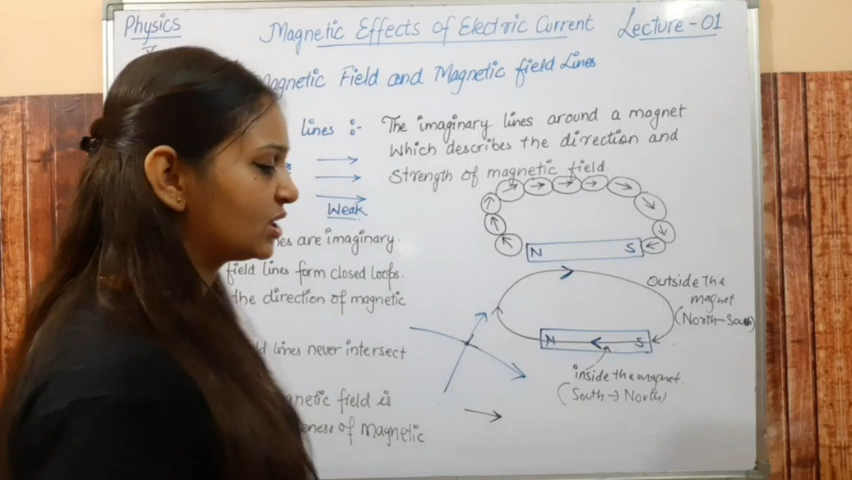 Physics
Magnetic Effects of Electric Current
Lecture-01
Magnetic Field and Magnetic field Lines
lines :- The imaginary lines around a magnet
which describes the direction and
strength of magnetic field.
Weak
N S
are imaginary.
field lines form closed loops.
the direction of magnetic
Outside the
magnet
(North-South)
N S
lines never intersect
inside the magnet.
(South → North)
field is
of Magnetic